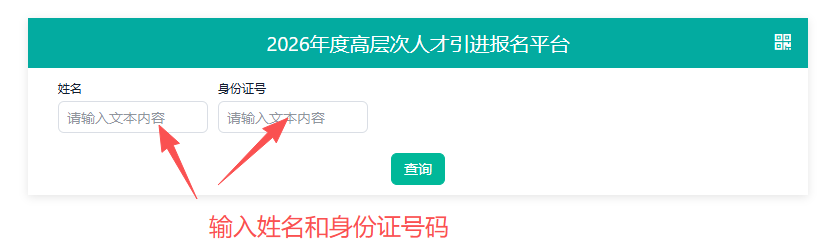 2026年度高层次人才引进报名平台
姓名 身份证号
请输入文本内容 请输入文本内容
查询
输入姓名和身份证号码